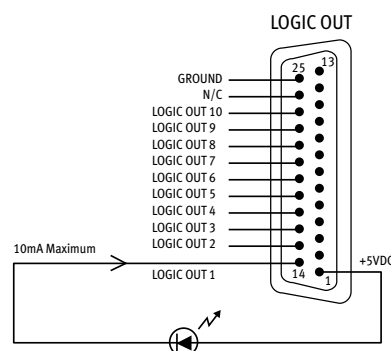 LOGIC OUT
25
13
GROUND
N/C
LOGIC OUT 10
LOGIC OUT 9
LOGIC OUT 8
LOGIC OUT 7
LOGIC OUT 6
LOGIC OUT 5
LOGIC OUT 4
LOGIC OUT 3
LOGIC OUT 2
10mA Maximum
LOGIC OUT 1
14
1
+5VDC